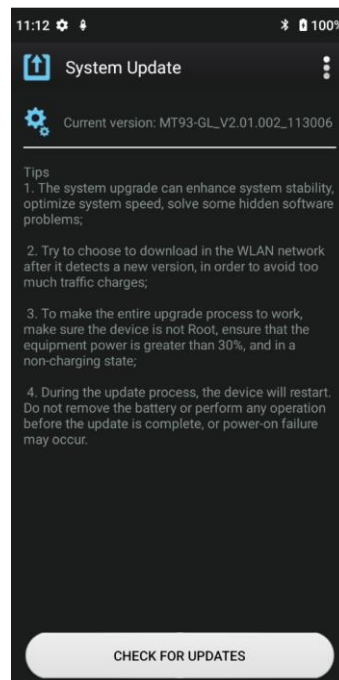 11:12 100%
System Update
Current version: MT93-GL_V2.01.002_113006
Tips
1. The system upgrade can enhance system stability,
optimize system speed, solve some hidden software
problems;
2. Try to choose to download in the WLAN network
after it detects a new version, in order to avoid too
much traffic charges;
3. To make the entire upgrade process to work,
make sure the device is not Root, ensure that the
equipment power is greater than 30%, and in a
non-charging state;
4. During the update process, the device will restart.
Do not remove the battery or perform any operation
before the update is complete, or power-on failure
may occur.
CHECK FOR UPDATES